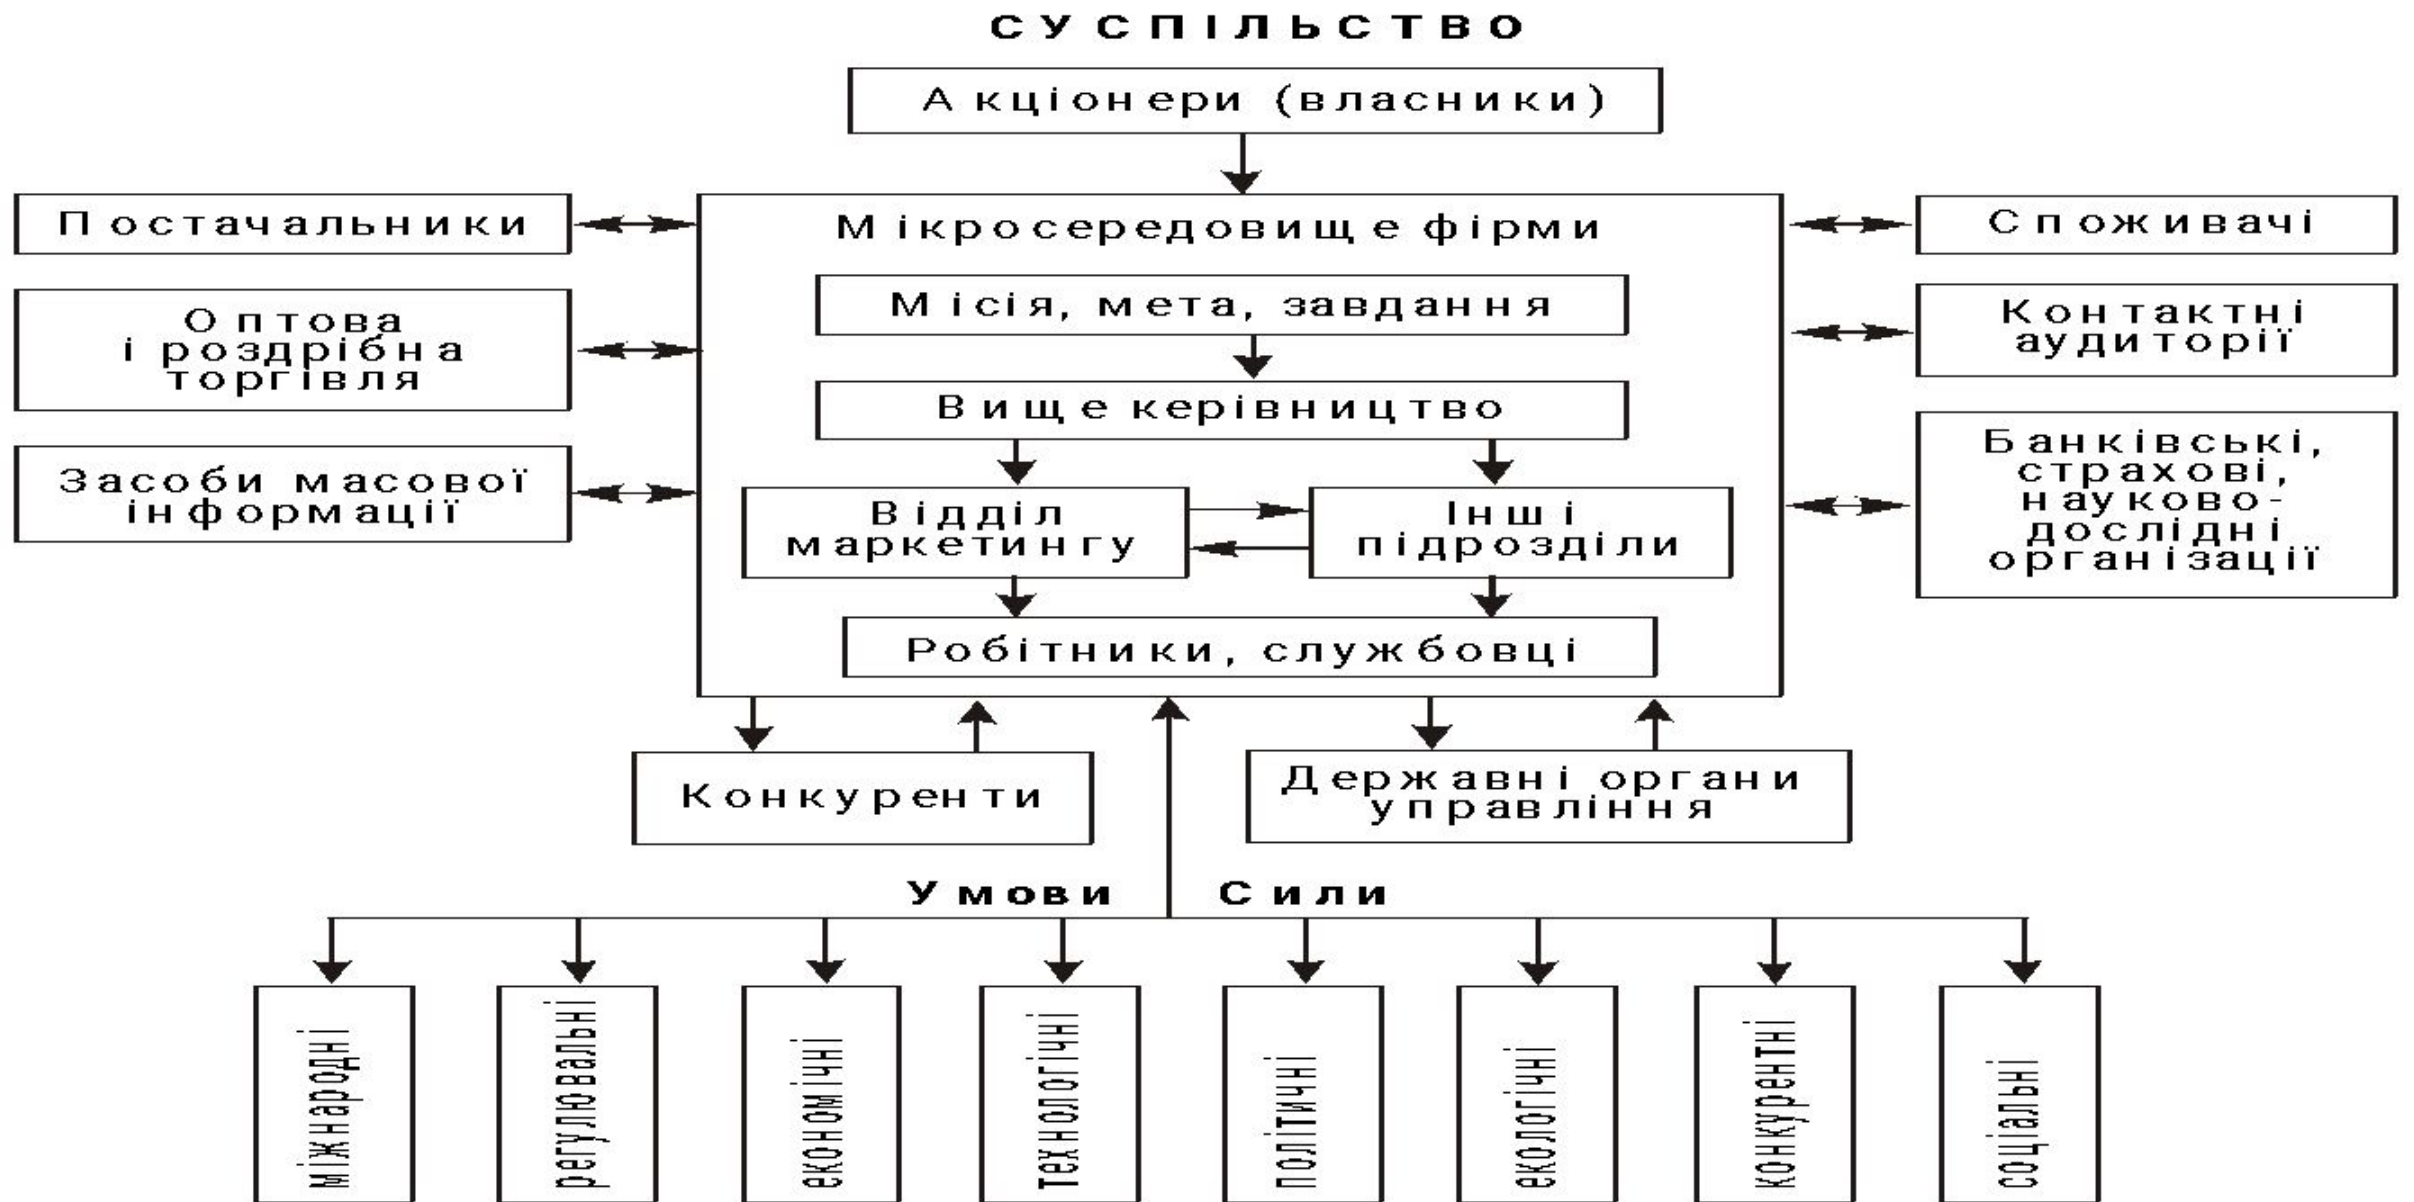 СУСПІЛЬСТВО
Акціонери (власники)
Постачальники
Оптова
і роздрібна
торгівля
Засоби масової
інформації
Мікросередовище фірми
Місія, мета, завдання
Вище керівництво
Відділ
маркетингу
Інші
підрозділи
Робітники, службовці
Споживачі
Контактні
аудиторії
Банківські,
страхові,
науково-
дослідні
організації
Конкуренти
Державні органи
управління
Умови Сили
міжнародні
регулювальні
економічні
технологічні
політичні
екологічні
конкурентні
соціальні